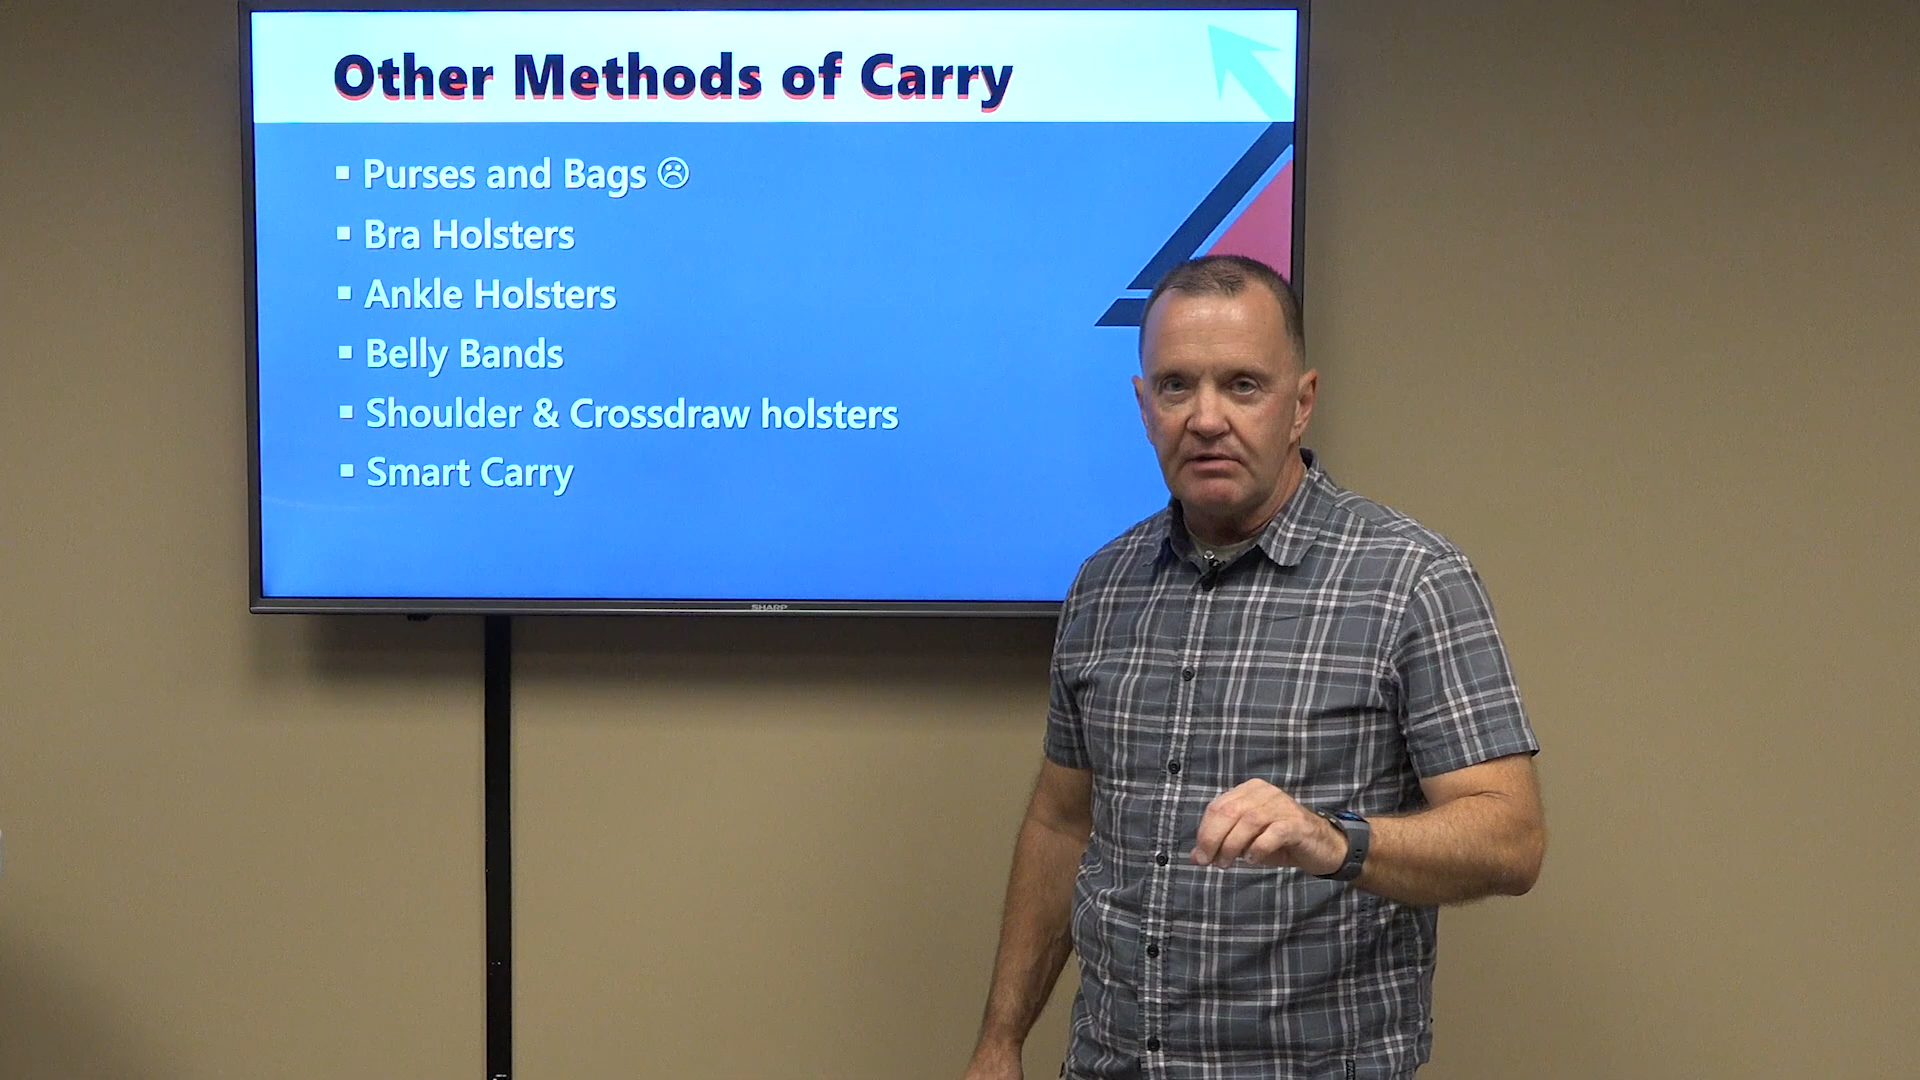 Other Methods of Carry
▪ Purses and Bags ☹
▪ Bra Holsters
▪ Ankle Holsters
▪ Belly Bands
▪ Shoulder & Crossdraw holsters
▪ Smart Carry
SHARP